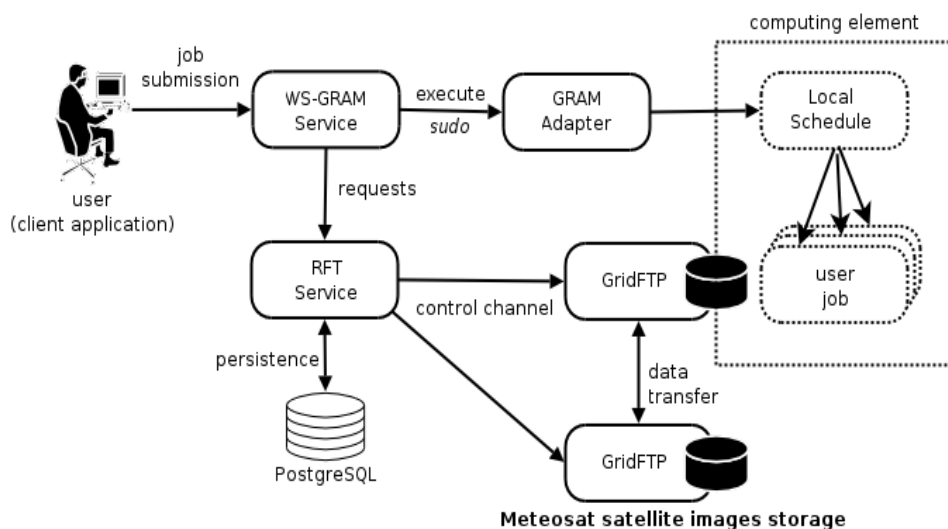 computing element
job
submission
WS-GRAM
Service
execute
sudo
GRAM
Adapter
Local
Schedule
user
(client application)
requests
RFT
Service
control channel
GridFTP
user
job
persistence
data
transfer
PostgreSQL
GridFTP
Meteosat satellite images storage